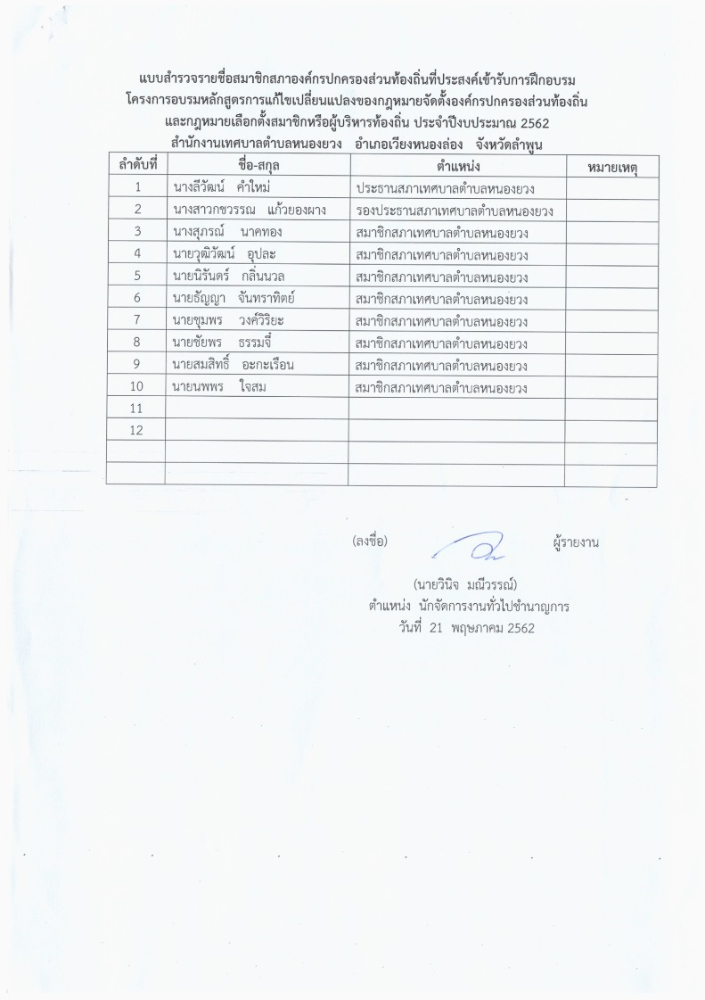 แบบสำรวจรายชื่อสมาชิกสภาองค์กรปกครองส่วนท้องถิ่นที่ประสงค์เข้ารับการฝึกอบรม
โครงการอบรมหลักสูตรการแก้ไขเปลี่ยนแปลงของกฎหมายจัดตั้งองค์กรปกครองส่วนท้องถิ่น
และกฎหมายเลือกตั้งสมาชิกหรือผู้บริหารท้องถิ่น ประจำปีงบประมาณ 2562
สำนักงานเทศบาลตำบลหนองยวง อำเภอเวียงหนองล่อง จังหวัดลำพูน
ลำดับที่ ชื่อ-สกุล ตำแหน่ง หมายเหตุ
1 นางลีวัฒน์ คำใหม่ ประธานสภาเทศบาลตำบลหนองยวง
2 นางสาวกชวรรณ แก้วยองผาง รองประธานสภาเทศบาลตำบลหนองยวง
3 นางสุภรณ์ นาคทอง สมาชิกสภาเทศบาลตำบลหนองยวง
4 นายวุฒิวัฒน์ อุปละ สมาชิกสภาเทศบาลตำบลหนองยวง
5 นายนิรันดร์ กลิ่นนวล สมาชิกสภาเทศบาลตำบลหนองยวง
6 นายธัญญา จันทราทิตย์ สมาชิกสภาเทศบาลตำบลหนองยวง
7 นายชุมพร วงค์วิริยะ สมาชิกสภาเทศบาลตำบลหนองยวง
8 นายชัยพร ธรรมจี๋ สมาชิกสภาเทศบาลตำบลหนองยวง
9 นายสมสิทธิ์ อะกะเรือน สมาชิกสภาเทศบาลตำบลหนองยวง
10 นายนพพร ใจสม สมาชิกสภาเทศบาลตำบลหนองยวง
11
12
(ลงชื่อ) ผู้รายงาน
(นายวินิจ มณีวรรณ์)
ตำแหน่ง นักจัดการงานทั่วไปชำนาญการ
วันที่ 21 พฤษภาคม 2562